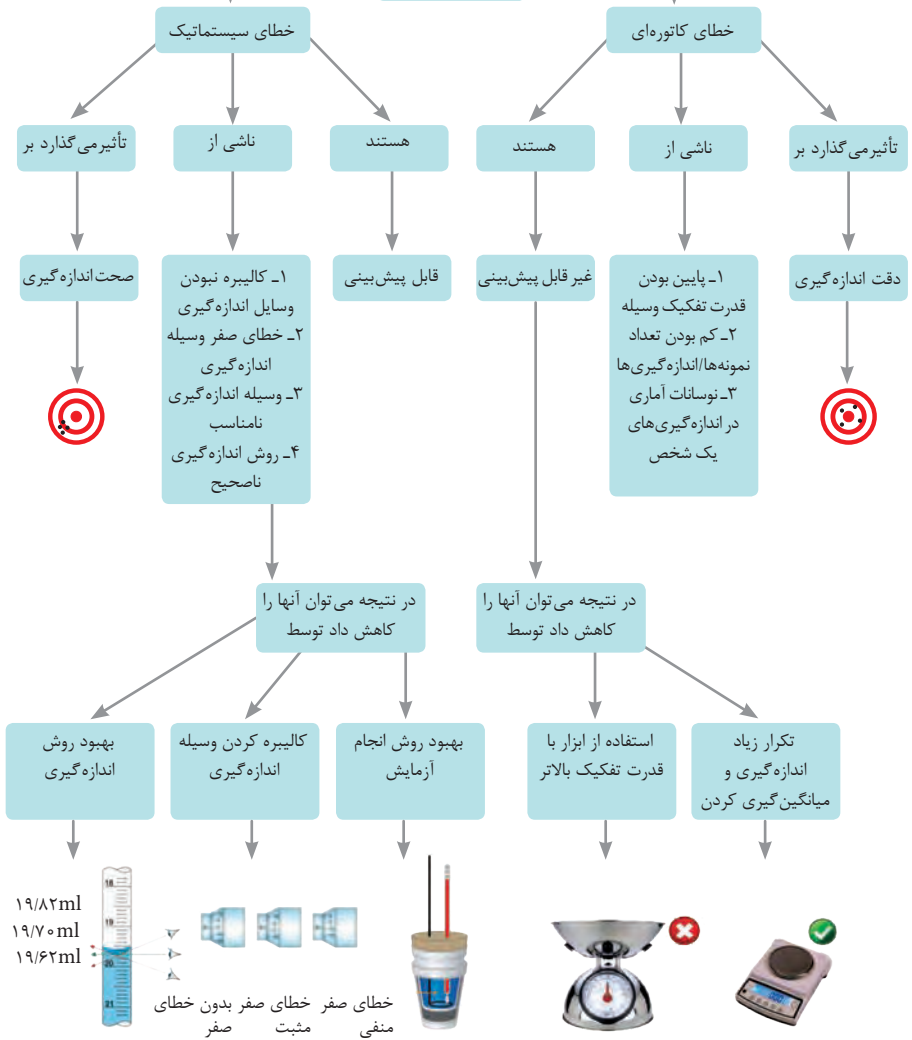 خطای کاتوره‌ای
خطای سیستماتیک
تأثیرمی‌گذارد بر
ناشی از
هستند
هستند
ناشی از
تأثیرمی‌گذارد بر
دقت اندازه‌گیری
۱ـ پایین بودن
قدرت تفکیک وسیله
۲ـ کم بودن تعداد
نمونه‌ها/اندازه‌گیری‌ها
۳ـ نوسانات آماری
در اندازه‌گیری‌های
یک شخص
غیر قابل پیش‌بینی
قابل پیش‌بینی
۱ـ کالیبره نبودن
وسایل اندازه‌گیری
۲ـ خطای صفر وسیله
اندازه‌گیری
۳ـ وسیله اندازه‌گیری
نامناسب
۴ـ روش اندازه‌گیری
ناصحیح
صحت‌اندازه‌گیری
در نتیجه می‌توان آنها را
کاهش داد توسط
در نتیجه می‌توان آنها را
کاهش داد توسط
تکرار زیاد
اندازه‌گیری و
میانگین‌گیری کردن
استفاده از ابزار با
قدرت تفکیک بالاتر
بهبود روش انجام
آزمایش
کالیبره کردن وسیله
اندازه‌گیری
بهبود روش
اندازه‌گیری
خطای صفر
منفی
خطای صفر
مثبت
بدون خطای
صفر
۱۹/۸۲ml
۱۹/۷۰ml
۱۹/۶۲ml
18
19
20
21